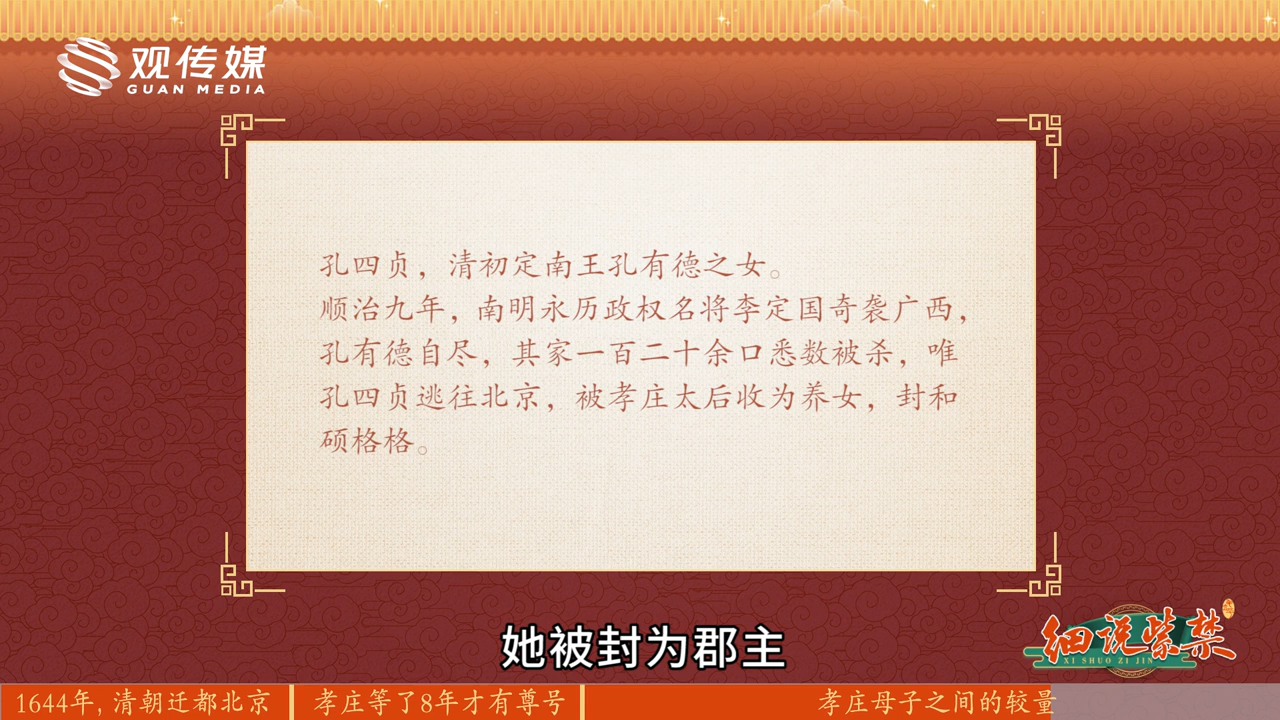 观传媒
GUAN MEDIA
孔四贞，清初定南王孔有德之女。
顺治九年，南明永历政权名将李定国奇袭广西，
孔有德自尽，其家一百二十余口悉数被杀，唯
孔四贞逃往北京，被孝庄太后收为养女，封和
硕格格。
她被封为郡主
细说紫禁
XI SHUO ZI JIN
1644年，清朝迁都北京
孝庄等了8年才有尊号
孝庄母子之间的较量